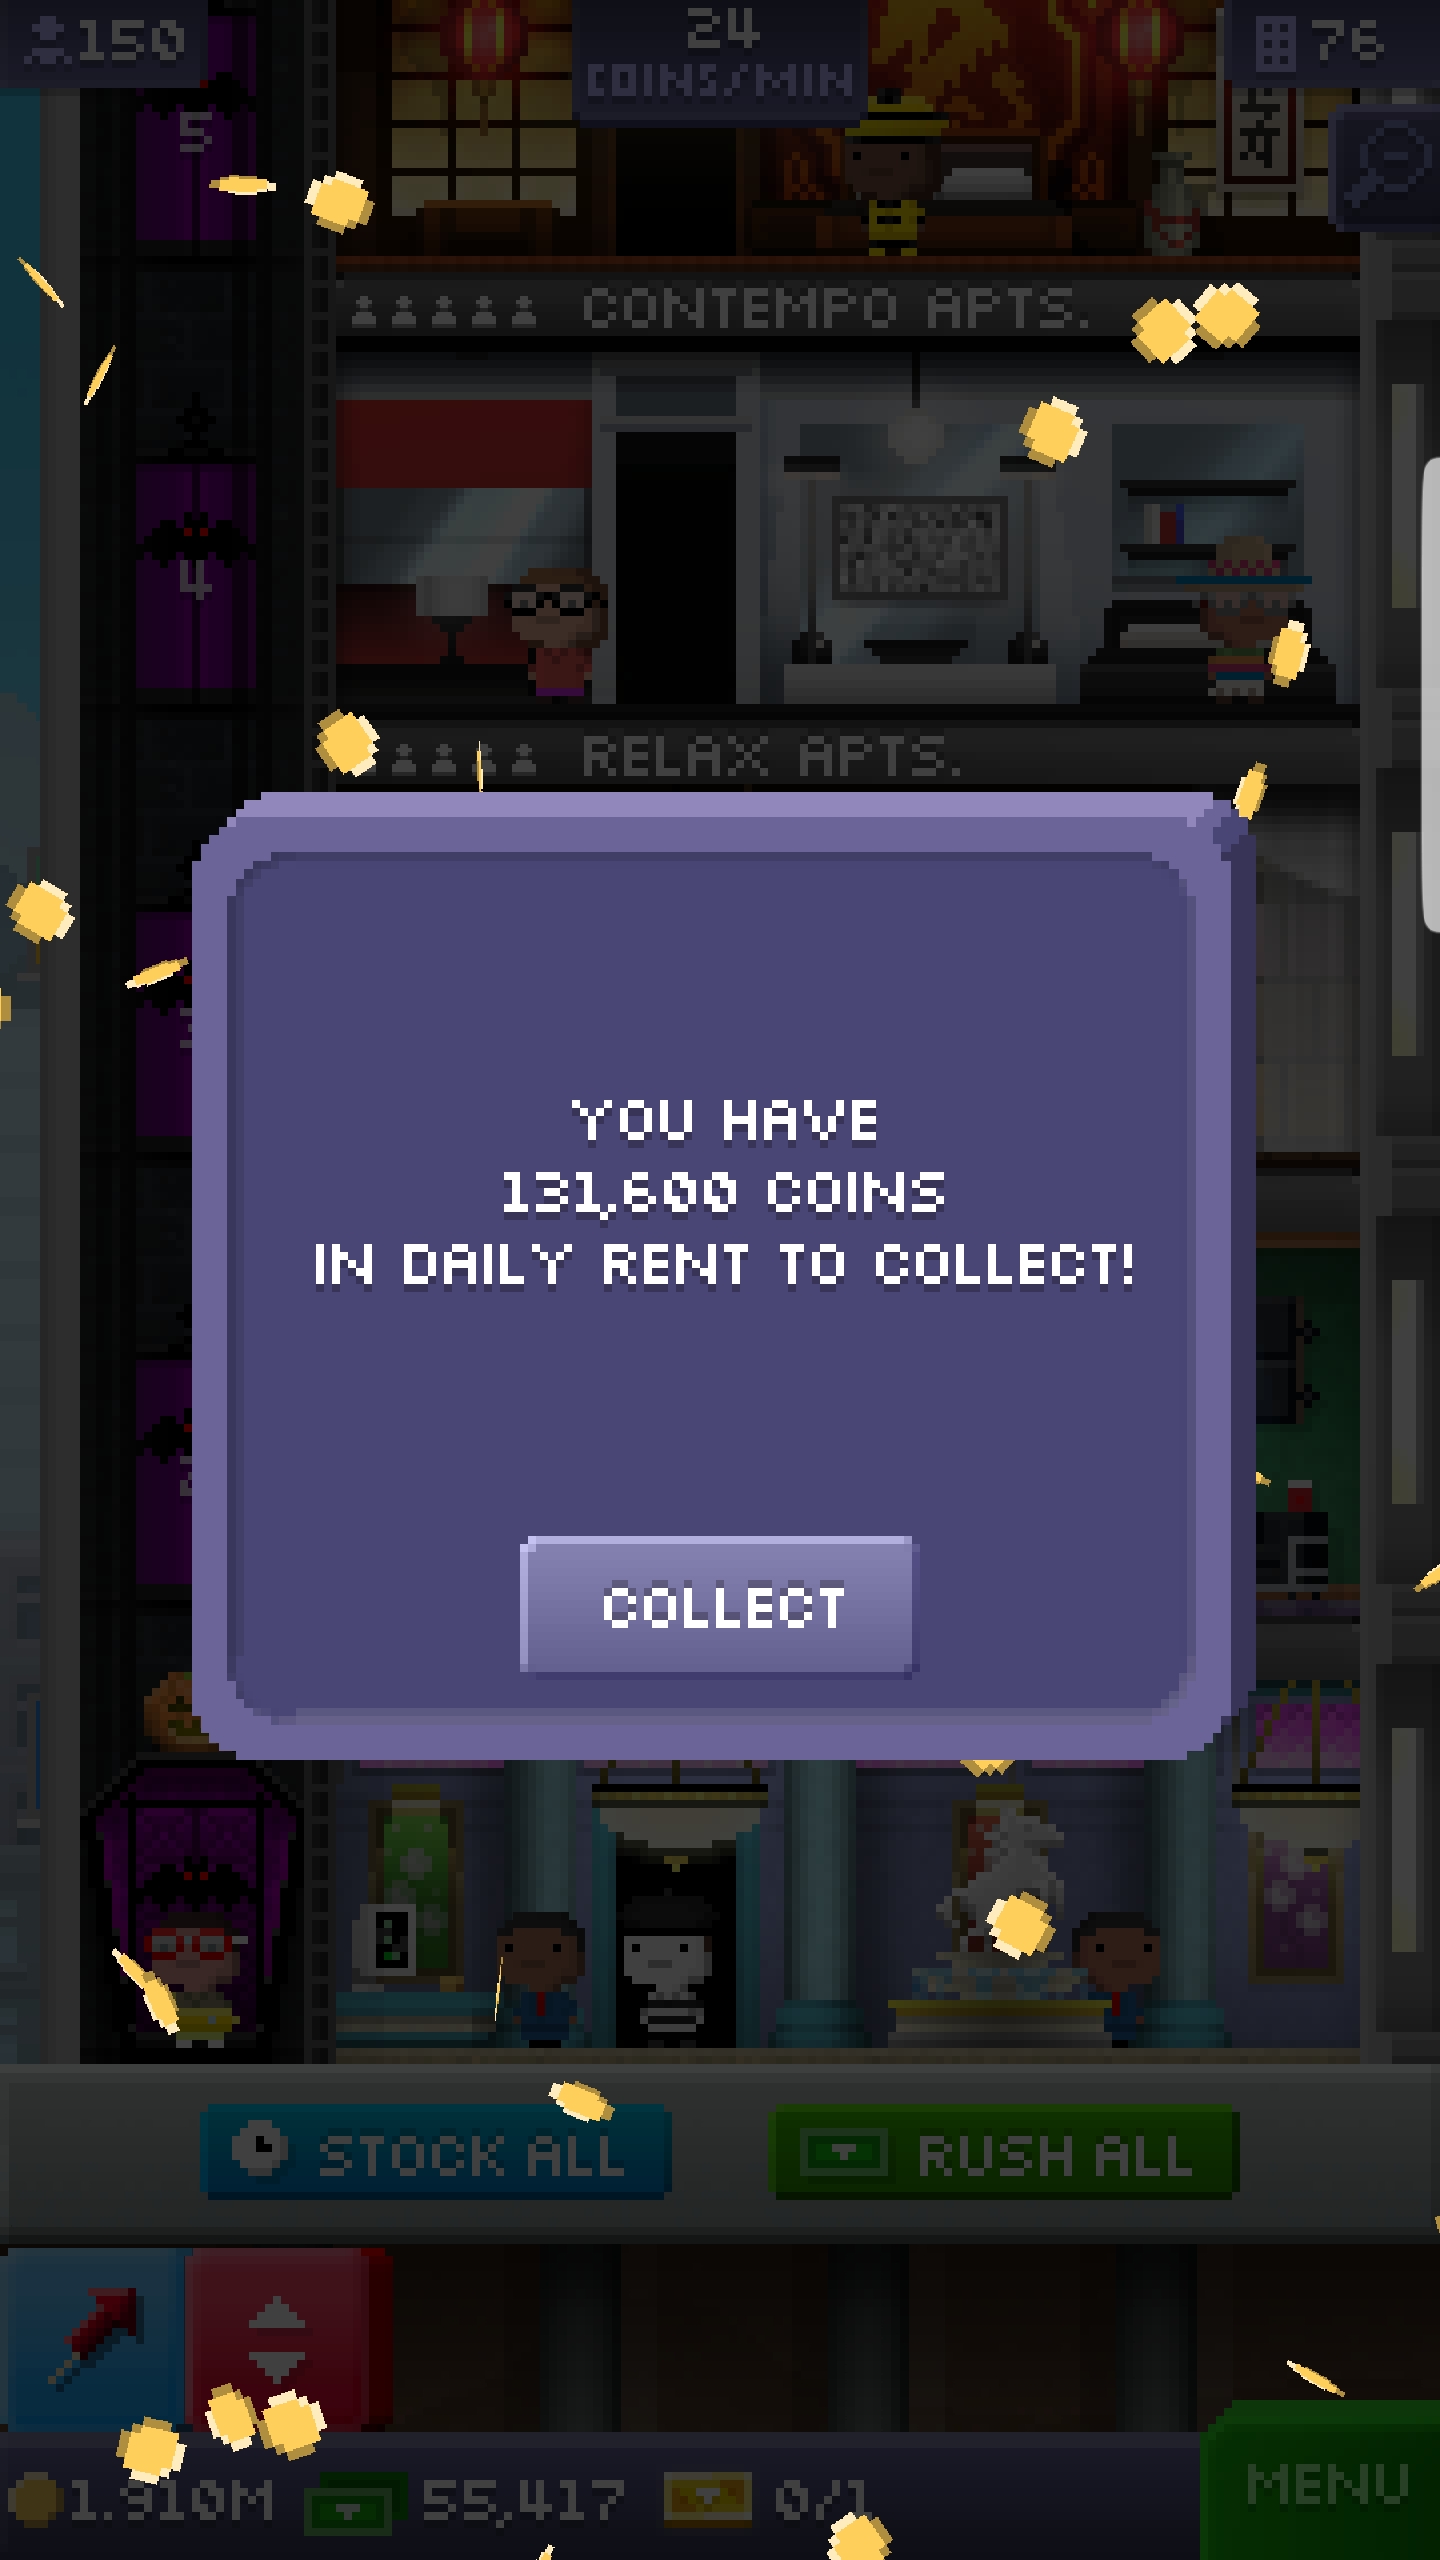 150
24
COINS/MIN
76
5
CONTEMPO APTS.
4
RELAX APTS.
YOU HAVE
131,600 COINS
IN DAILY RENT TO COLLECT!
COLLECT
STOCK ALL
RUSH ALL
1.910M
55,417
0/1
MENU